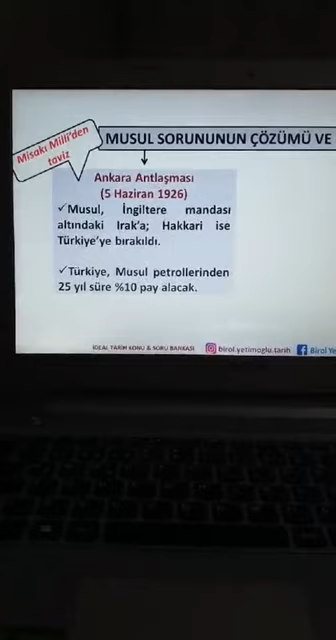 Misakı Milli'den
taviz
MUSUL SORUNUNUN ÇÖZÜMÜ VE
Ankara Antlaşması
(5 Haziran 1926)
✓Musul, İngiltere mandası
altındaki Irak'a; Hakkari ise
Türkiye'ye bırakıldı.
✓Türkiye, Musul petrollerinden
25 yıl süre %10 pay alacak.
İDEAL TARİH KONU & SORU BANKASI
birol.yetimoglu.tarih
Birol Ye